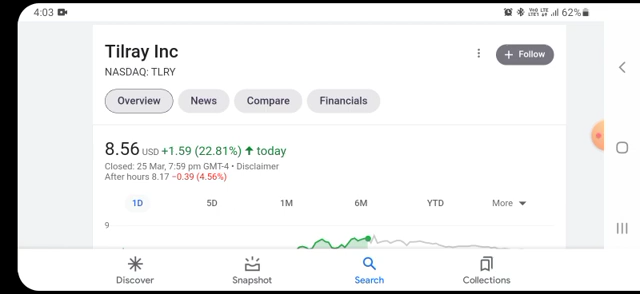 4:03 62%
Tilray Inc
NASDAQ: TLRY
+ Follow
Overview News Compare Financials
8.56 USD +1.59 (22.81%) ↑ today
Closed: 25 Mar, 7:59 pm GMT-4 • Disclaimer
After hours 8.17 −0.39 (4.56%)
1D 5D 1M 6M YTD More
9
Discover Snapshot Search Collections